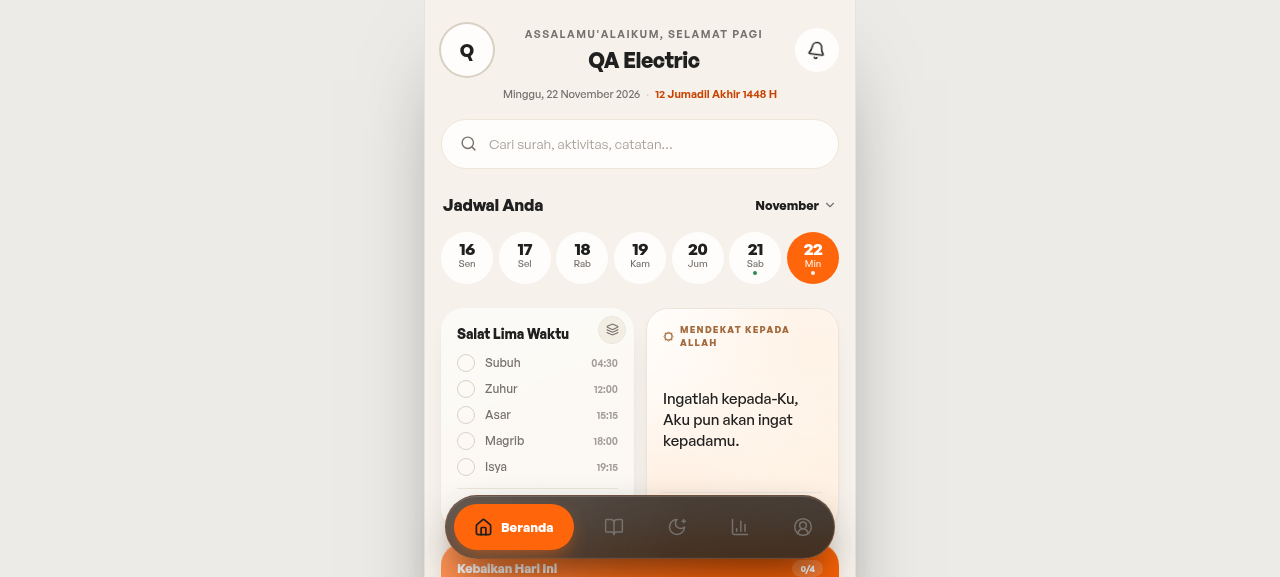 Q
ASSALAMU'ALAIKUM, SELAMAT PAGI
QA Electric
Minggu, 22 November 2026 · 12 Jumadil Akhir 1448 H
Cari surah, aktivitas, catatan...
Jadwal Anda
November
16 17 18 19 20 21 22
Sen Sel Rab Kam Jum Sab Min
Salat Lima Waktu
Subuh 04:30
Zuhur 12:00
Asar 15:15
Magrib 18:00
Isya 19:15
MENDEKAT KEPADA
ALLAH
Ingatlah kepada-Ku,
Aku pun akan ingat
kepadamu.
Beranda
Kebaikan Hari Ini 0/4